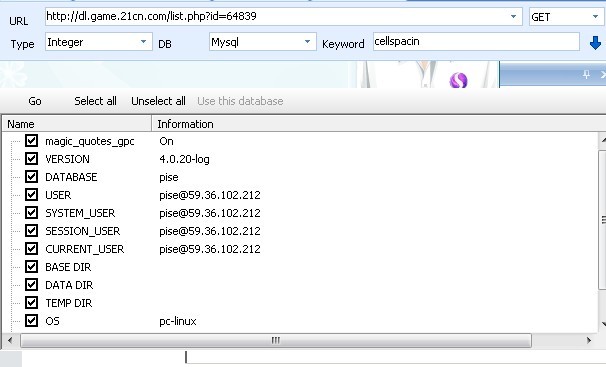 URL http://dl.game.21cn.com/list.php?id=64839 GET
Type Integer DB Mysql Keyword cellspacin
Go Select all Unselect all Use this database
Name Information
magic_quotes_gpc On
VERSION 4.0.20-log
DATABASE pise
USER pise@59.36.102.212
SYSTEM_USER pise@59.36.102.212
SESSION_USER pise@59.36.102.212
CURRENT_USER pise@59.36.102.212
BASE DIR
DATA DIR
TEMP DIR
OS pc-linux